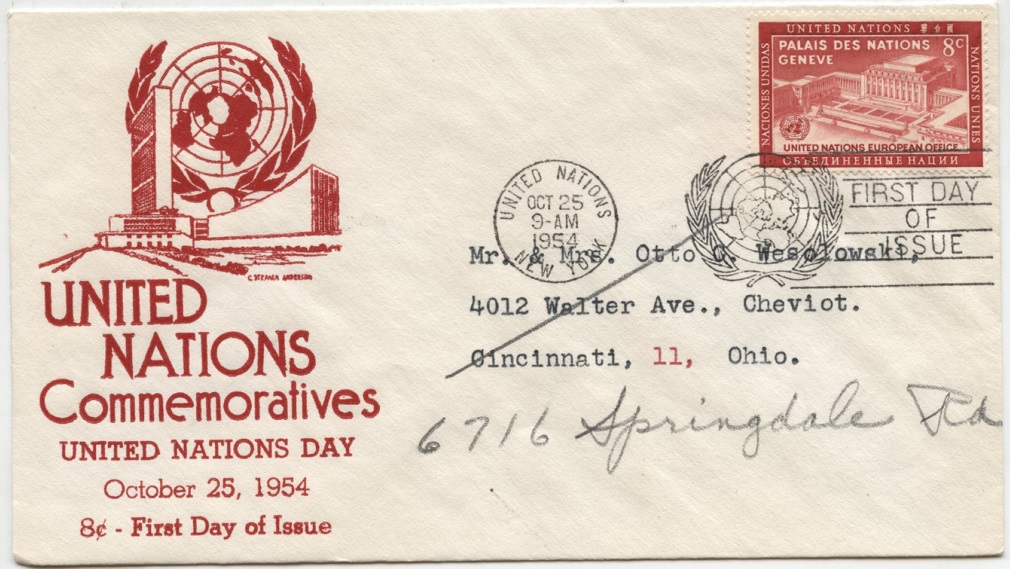 UNITED NATIONS
PALAIS DES NATIONS 8c
GENÈVE
NACIONES UNIDAS
NATIONS UNIES
UNITED NATIONS EUROPEAN OFFICE
ОБЪЕДИНЕННЫЕ НАЦИИ
UNITED NATIONS
OCT 25
9-AM
1954
NEW YORK
FIRST DAY
OF
ISSUE
C. STEPHEN ANDERSON
Mr. & Mrs. Otto C. Wesolowski,
4012 Walter Ave., Cheviot.
Cincinnati, 11, Ohio.
6716 Springdale Rd
UNITED
NATIONS
Commemoratives
UNITED NATIONS DAY
October 25, 1954
8¢ - First Day of Issue